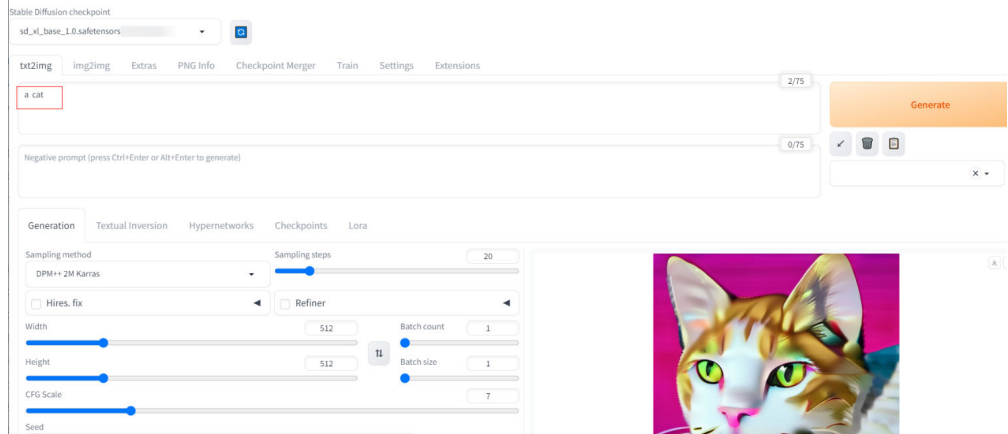 Stable Diffusion checkpoint
sd_xl_base_1.0.safetensors
txt2img img2img Extras PNG Info Checkpoint Merger Train Settings Extensions
2/75
a cat
Generate
0/75
Negative prompt (press Ctrl+Enter or Alt+Enter to generate)
Generation Textual Inversion Hypernetworks Checkpoints Lora
Sampling method Sampling steps 20
DPM++ 2M Karras
Hires. fix Refiner
Width 512 Batch count 1
Height 512 Batch size 1
CFG Scale 7
Seed